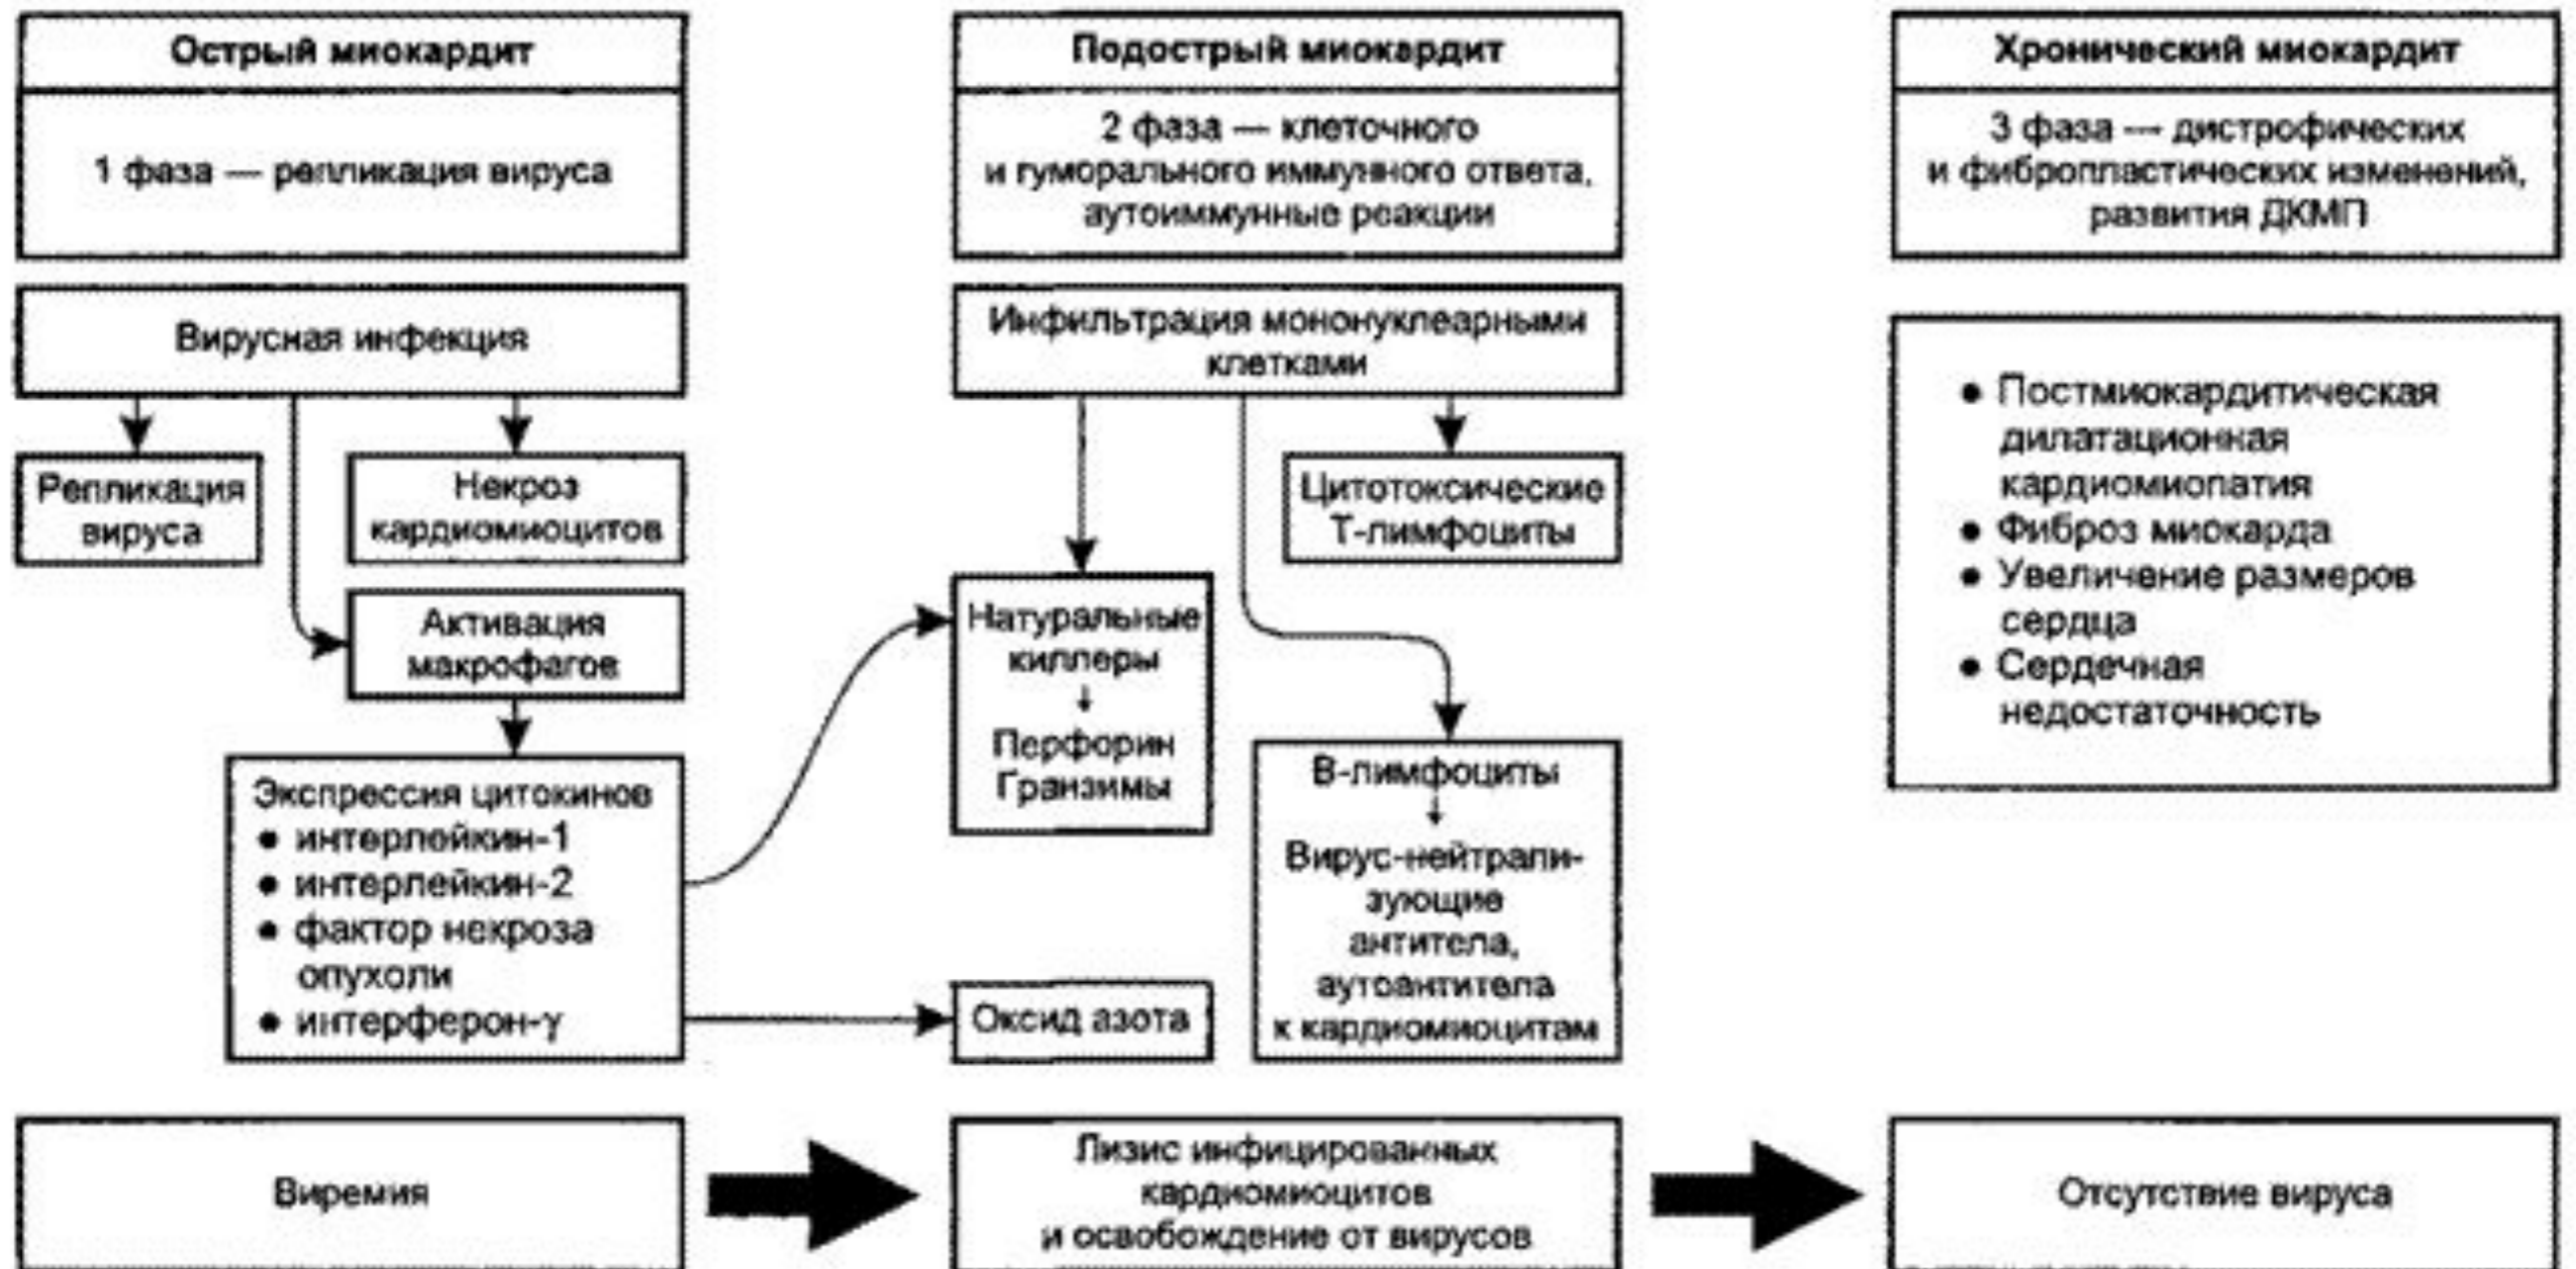 Острый миокардит
1 фаза — репликация вируса
Вирусная инфекция
Репликация
вируса
Некроз
кардиомиоцитов
Активация
макрофагов
Экспрессия цитокинов
● интерлейкин-1
● интерлейкин-2
● фактор некроза
опухоли
● интерферон-γ
Виремия
Подострый миокардит
2 фаза — клеточного
и гуморального иммунного ответа,
аутоиммунные реакции
Инфильтрация мононуклеарными
клетками
Цитотоксические
Т-лимфоциты
Натуральные
киллеры
Перфорин
Гранзимы
В-лимфоциты
Вирус-нейтрали-
зующие
антитела,
аутоантитела
к кардиомиоцитам
Оксид азота
Лизис инфицированных
кардиомиоцитов
и освобождение от вирусов
Хронический миокардит
3 фаза — дистрофических
и фибропластических изменений,
развития ДКМП
● Постмиокардитическая
дилатационная
кардиомиопатия
● Фиброз миокарда
● Увеличение размеров
сердца
● Сердечная
недостаточность
Отсутствие вируса